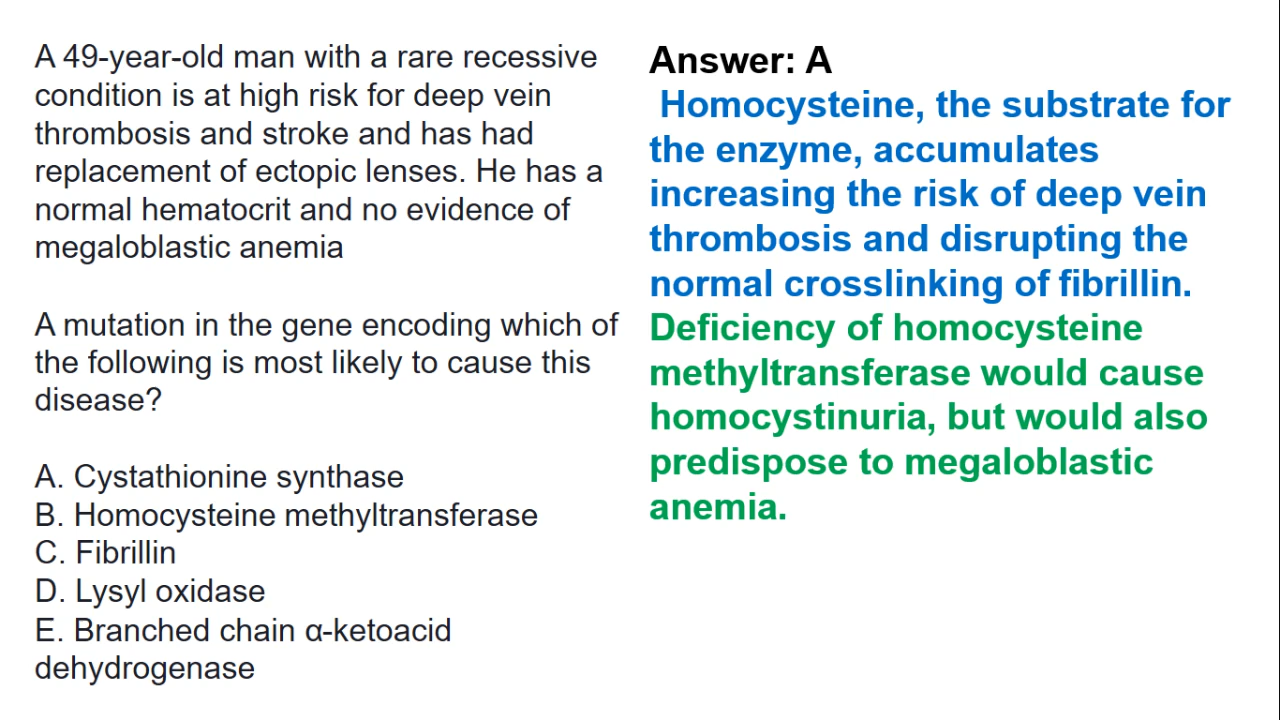 A 49-year-old man with a rare recessive
condition is at high risk for deep vein
thrombosis and stroke and has had
replacement of ectopic lenses. He has a
normal hematocrit and no evidence of
megaloblastic anemia
A mutation in the gene encoding which of
the following is most likely to cause this
disease?
A. Cystathionine synthase
B. Homocysteine methyltransferase
C. Fibrillin
D. Lysyl oxidase
E. Branched chain α-ketoacid
dehydrogenase
Answer: A
Homocysteine, the substrate for
the enzyme, accumulates
increasing the risk of deep vein
thrombosis and disrupting the
normal crosslinking of fibrillin.
Deficiency of homocysteine
methyltransferase would cause
homocystinuria, but would also
predispose to megaloblastic
anemia.